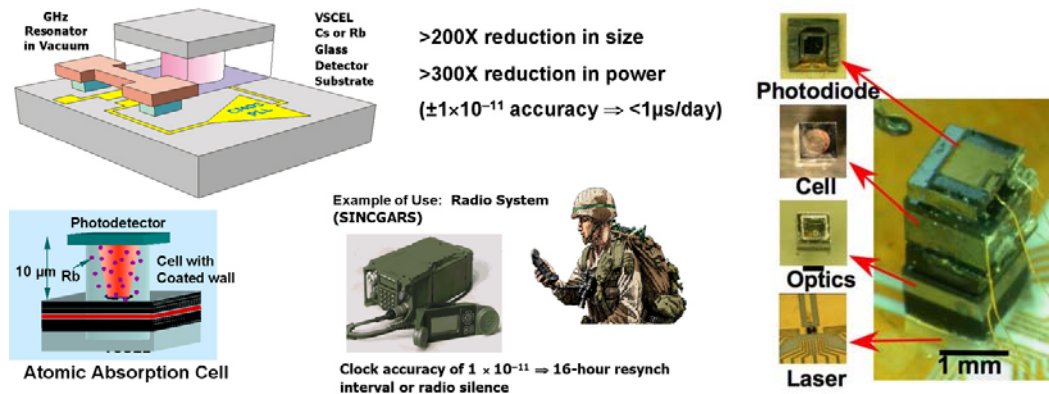 GHz
Resonator
in Vacuum
VSCEL
Cs or Rb
Glass
Detector
Substrate
>200X reduction in size
>300X reduction in power
(±1×10⁻¹¹ accuracy ⇒ <1µs/day)
Photodetector
10 µm
Rb
Cell with
Coated wall
Atomic Absorption Cell
Example of Use: Radio System
(SINCGARS)
Clock accuracy of 1 × 10⁻¹¹ ⇒ 16-hour resynch
interval or radio silence
Photodiode
Cell
Optics
Laser
1 mm